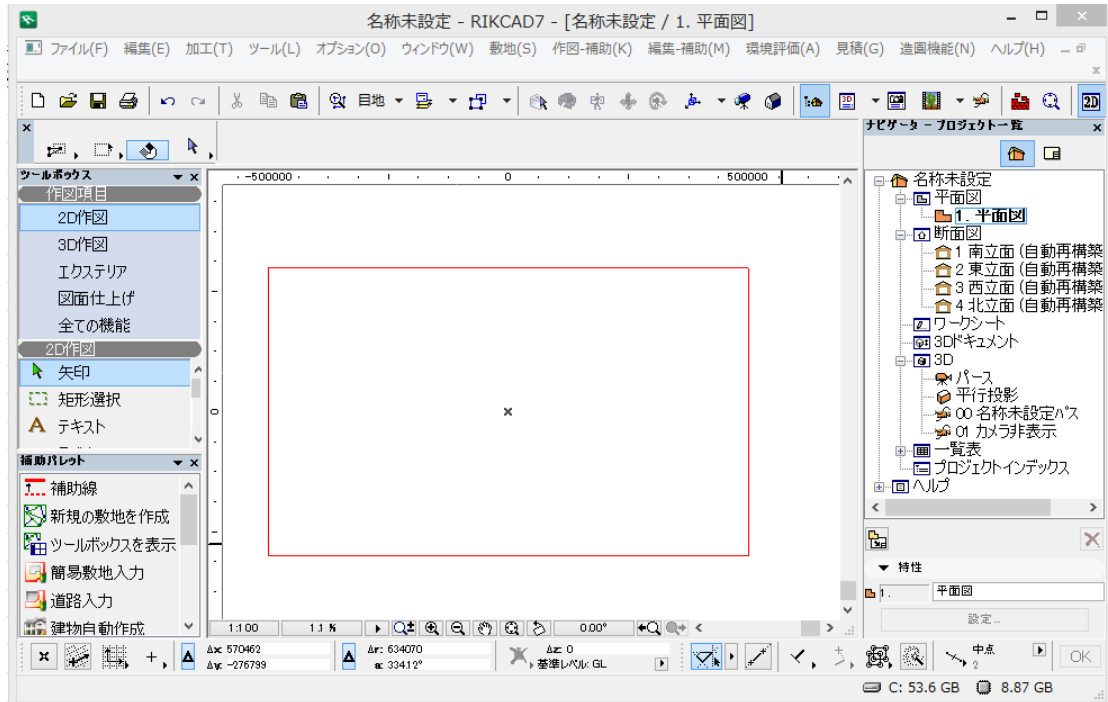 名称未設定 - RIKCAD7 - [名称未設定 / 1. 平面図]
ファイル(F) 編集(E) 加工(T) ツール(L) オプション(O) ウィンドウ(W) 敷地(S) 作図-補助(K) 編集-補助(M) 環境評価(A) 見積(G) 造園機能(N) ヘルプ(H)
目地
3D
2D
ナビゲータ - プロジェクト一覧
ツールボックス
作図項目
2D作図
3D作図
エクステリア
図面仕上げ
全ての機能
2D作図
矢印
矩形選択
A テキスト
補助パレット
補助線
新規の敷地を作成
ツールボックスを表示
簡易敷地入力
道路入力
建物自動作成
-500000
0
500000
0
名称未設定
平面図
1. 平面図
断面図
1 南立面 (自動再構築
2 東立面 (自動再構築
3 西立面 (自動再構築
4 北立面 (自動再構築
ワークシート
3Dドキュメント
3D
パース
平行投影
00 名称未設定パス
01 カメラ非表示
一覧表
プロジェクトインデックス
ヘルプ
特性
1. 平面図
設定...
1:100
11 %
0.00°
Δx: 570462
Δy: -276799
Δr: 634070
α: 334.12°
Δz: 0
基準レベル: GL
中点
2
OK
C: 53.6 GB
8.87 GB